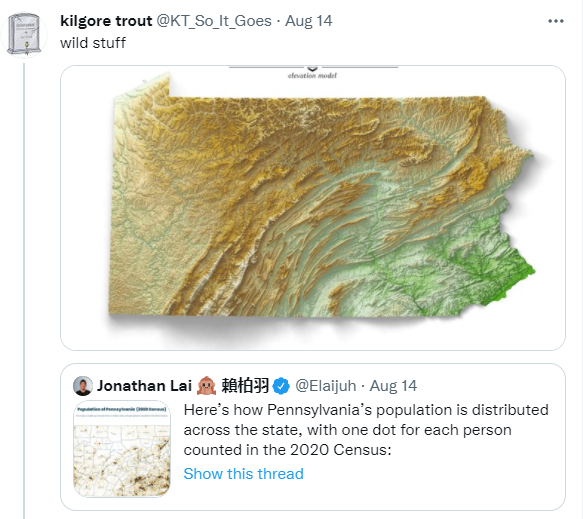 kilgore trout @KT_So_It_Goes · Aug 14
wild stuff
elevation model
Jonathan Lai 🙊 賴柏羽 @Elaijuh · Aug 14
Population of Pennsylvania (2020 Census)
Here's how Pennsylvania's population is distributed
across the state, with one dot for each person
counted in the 2020 Census:
Show this thread